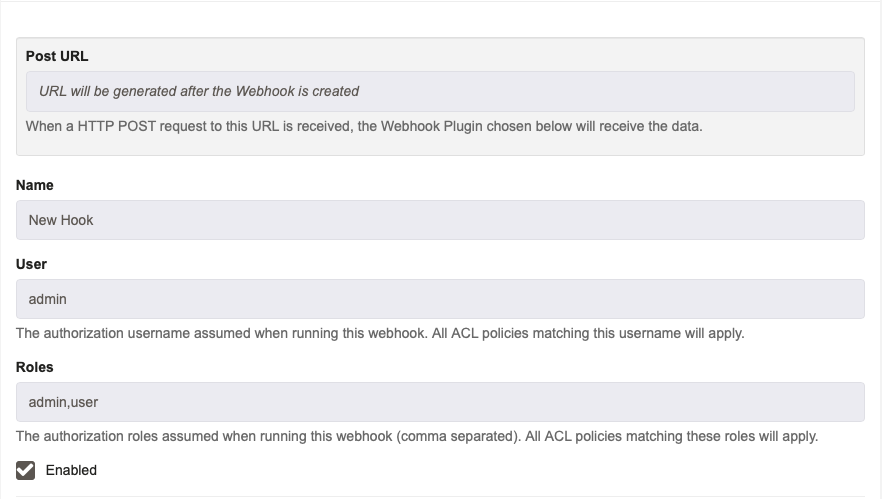 Post URL
URL will be generated after the Webhook is created
When a HTTP POST request to this URL is received, the Webhook Plugin chosen below will receive the data.
Name
New Hook
User
admin
The authorization username assumed when running this webhook. All ACL policies matching this username will apply.
Roles
admin,user
The authorization roles assumed when running this webhook (comma separated). All ACL policies matching these roles will apply.
Enabled